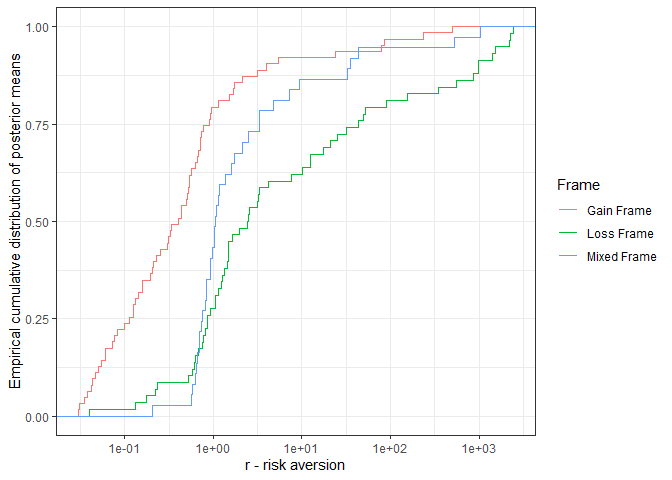 Empirical cumulative distribution of posterior means
1.00
0.75
0.50
0.25
0.00
1e-01
1e+00
1e+01
1e+02
1e+03
r - risk aversion
Frame
Gain Frame
Loss Frame
Mixed Frame